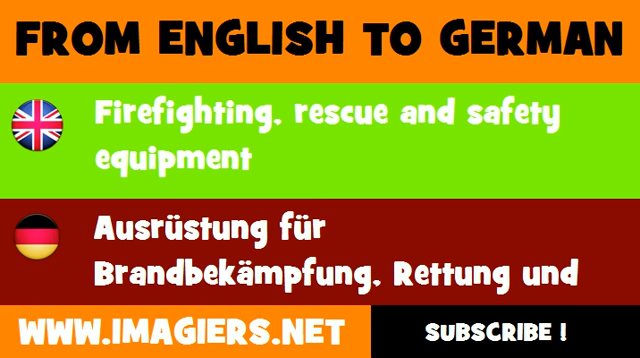 FROM ENGLISH TO GERMAN
Firefighting, rescue and safety
equipment
Ausrüstung für
Brandbekämpfung, Rettung und
WWW.IMAGIERS.NET
SUBSCRIBE !